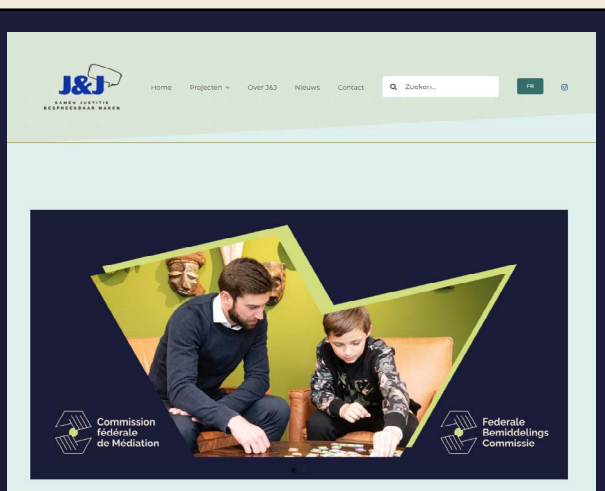 J&J
SAMEN JUSTITIE
BESPREEKBAAR MAKEN
Home Projecten Over J&J Nieuws Contact Zoeken... FR
Commission
fédérale
de Médiation
Federale
Bemiddelings
Commissie